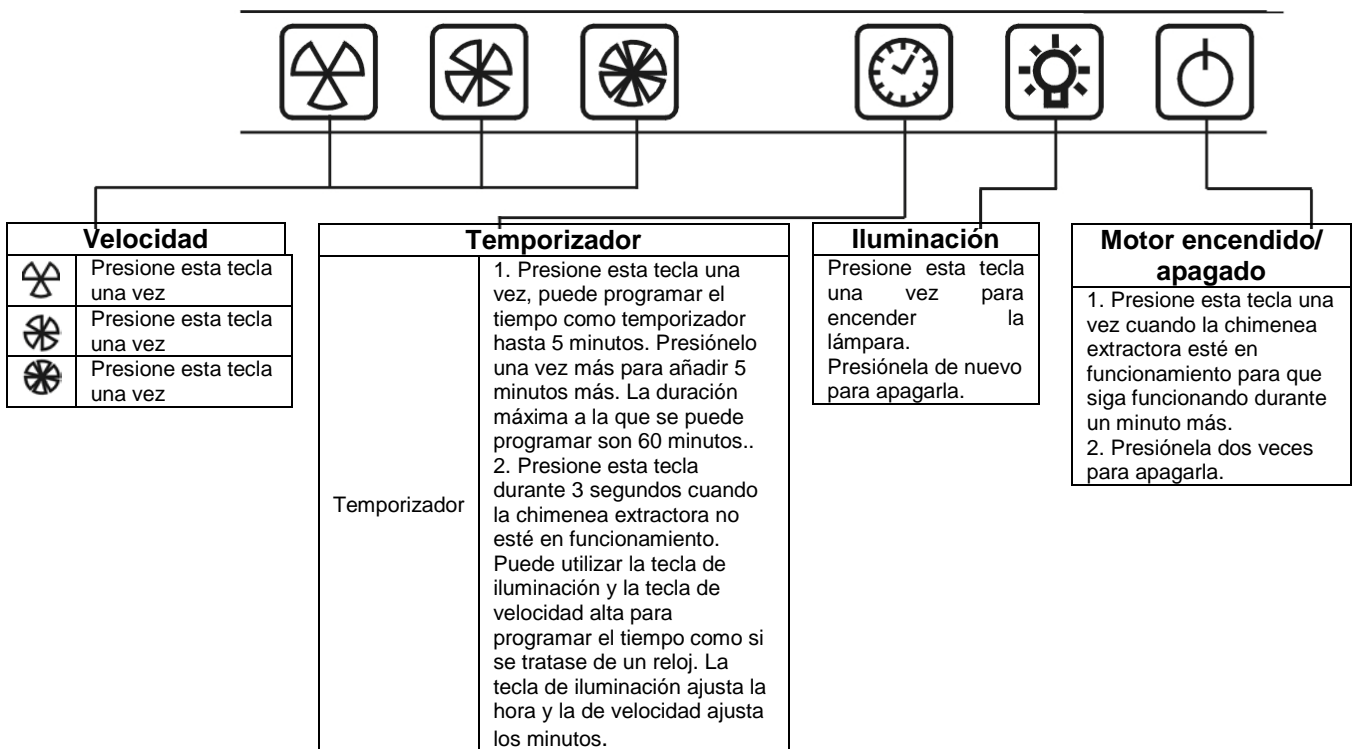 Velocidad
Presione esta tecla
una vez
Presione esta tecla
una vez
Presione esta tecla
una vez
Temporizador
Temporizador
1. Presione esta tecla una
vez, puede programar el
tiempo como temporizador
hasta 5 minutos. Presiónelo
una vez más para añadir 5
minutos más. La duración
máxima a la que se puede
programar son 60 minutos..
2. Presione esta tecla
durante 3 segundos cuando
la chimenea extractora no
esté en funcionamiento.
Puede utilizar la tecla de
iluminación y la tecla de
velocidad alta para
programar el tiempo como si
se tratase de un reloj. La
tecla de iluminación ajusta la
hora y la de velocidad ajusta
los minutos.
Iluminación
Presione esta tecla
una vez para
encender la
lámpara.
Presiónela de nuevo
para apagarla.
Motor encendido/
apagado
1. Presione esta tecla una
vez cuando la chimenea
extractora esté en
funcionamiento para que
siga funcionando durante
un minuto más.
2. Presiónela dos veces
para apagarla.